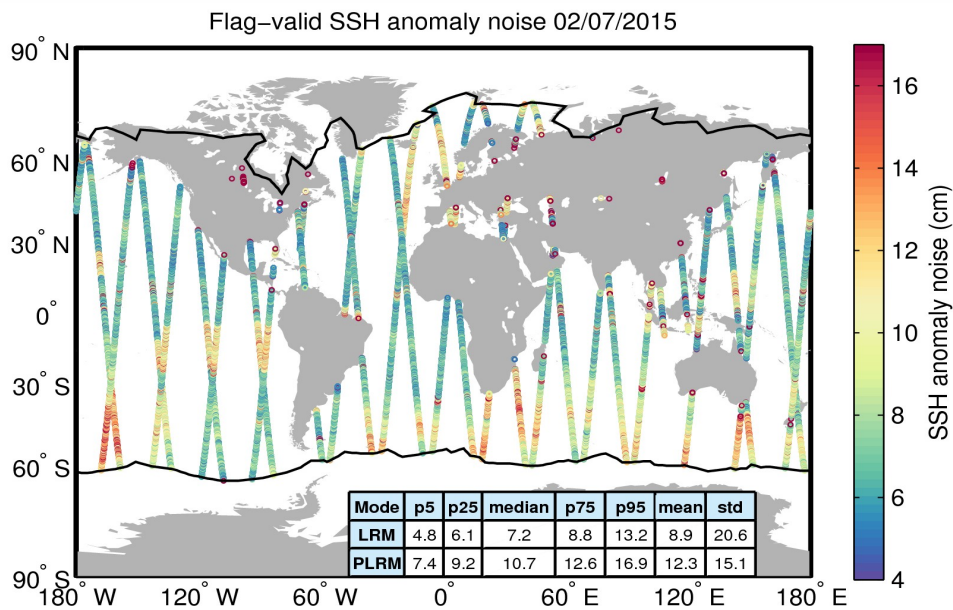 Flag−valid SSH anomaly noise 02/07/2015
90° N
60° N
30° N
0°
30° S
60° S
90° S
180° W 120° W 60° W 0° 60° E 120° E 180° E
Mode p5 p25 median p75 p95 mean std
LRM 4.8 6.1 7.2 8.8 13.2 8.9 20.6
PLRM 7.4 9.2 10.7 12.6 16.9 12.3 15.1
16
14
12
10
8
6
4
SSH anomaly noise (cm)